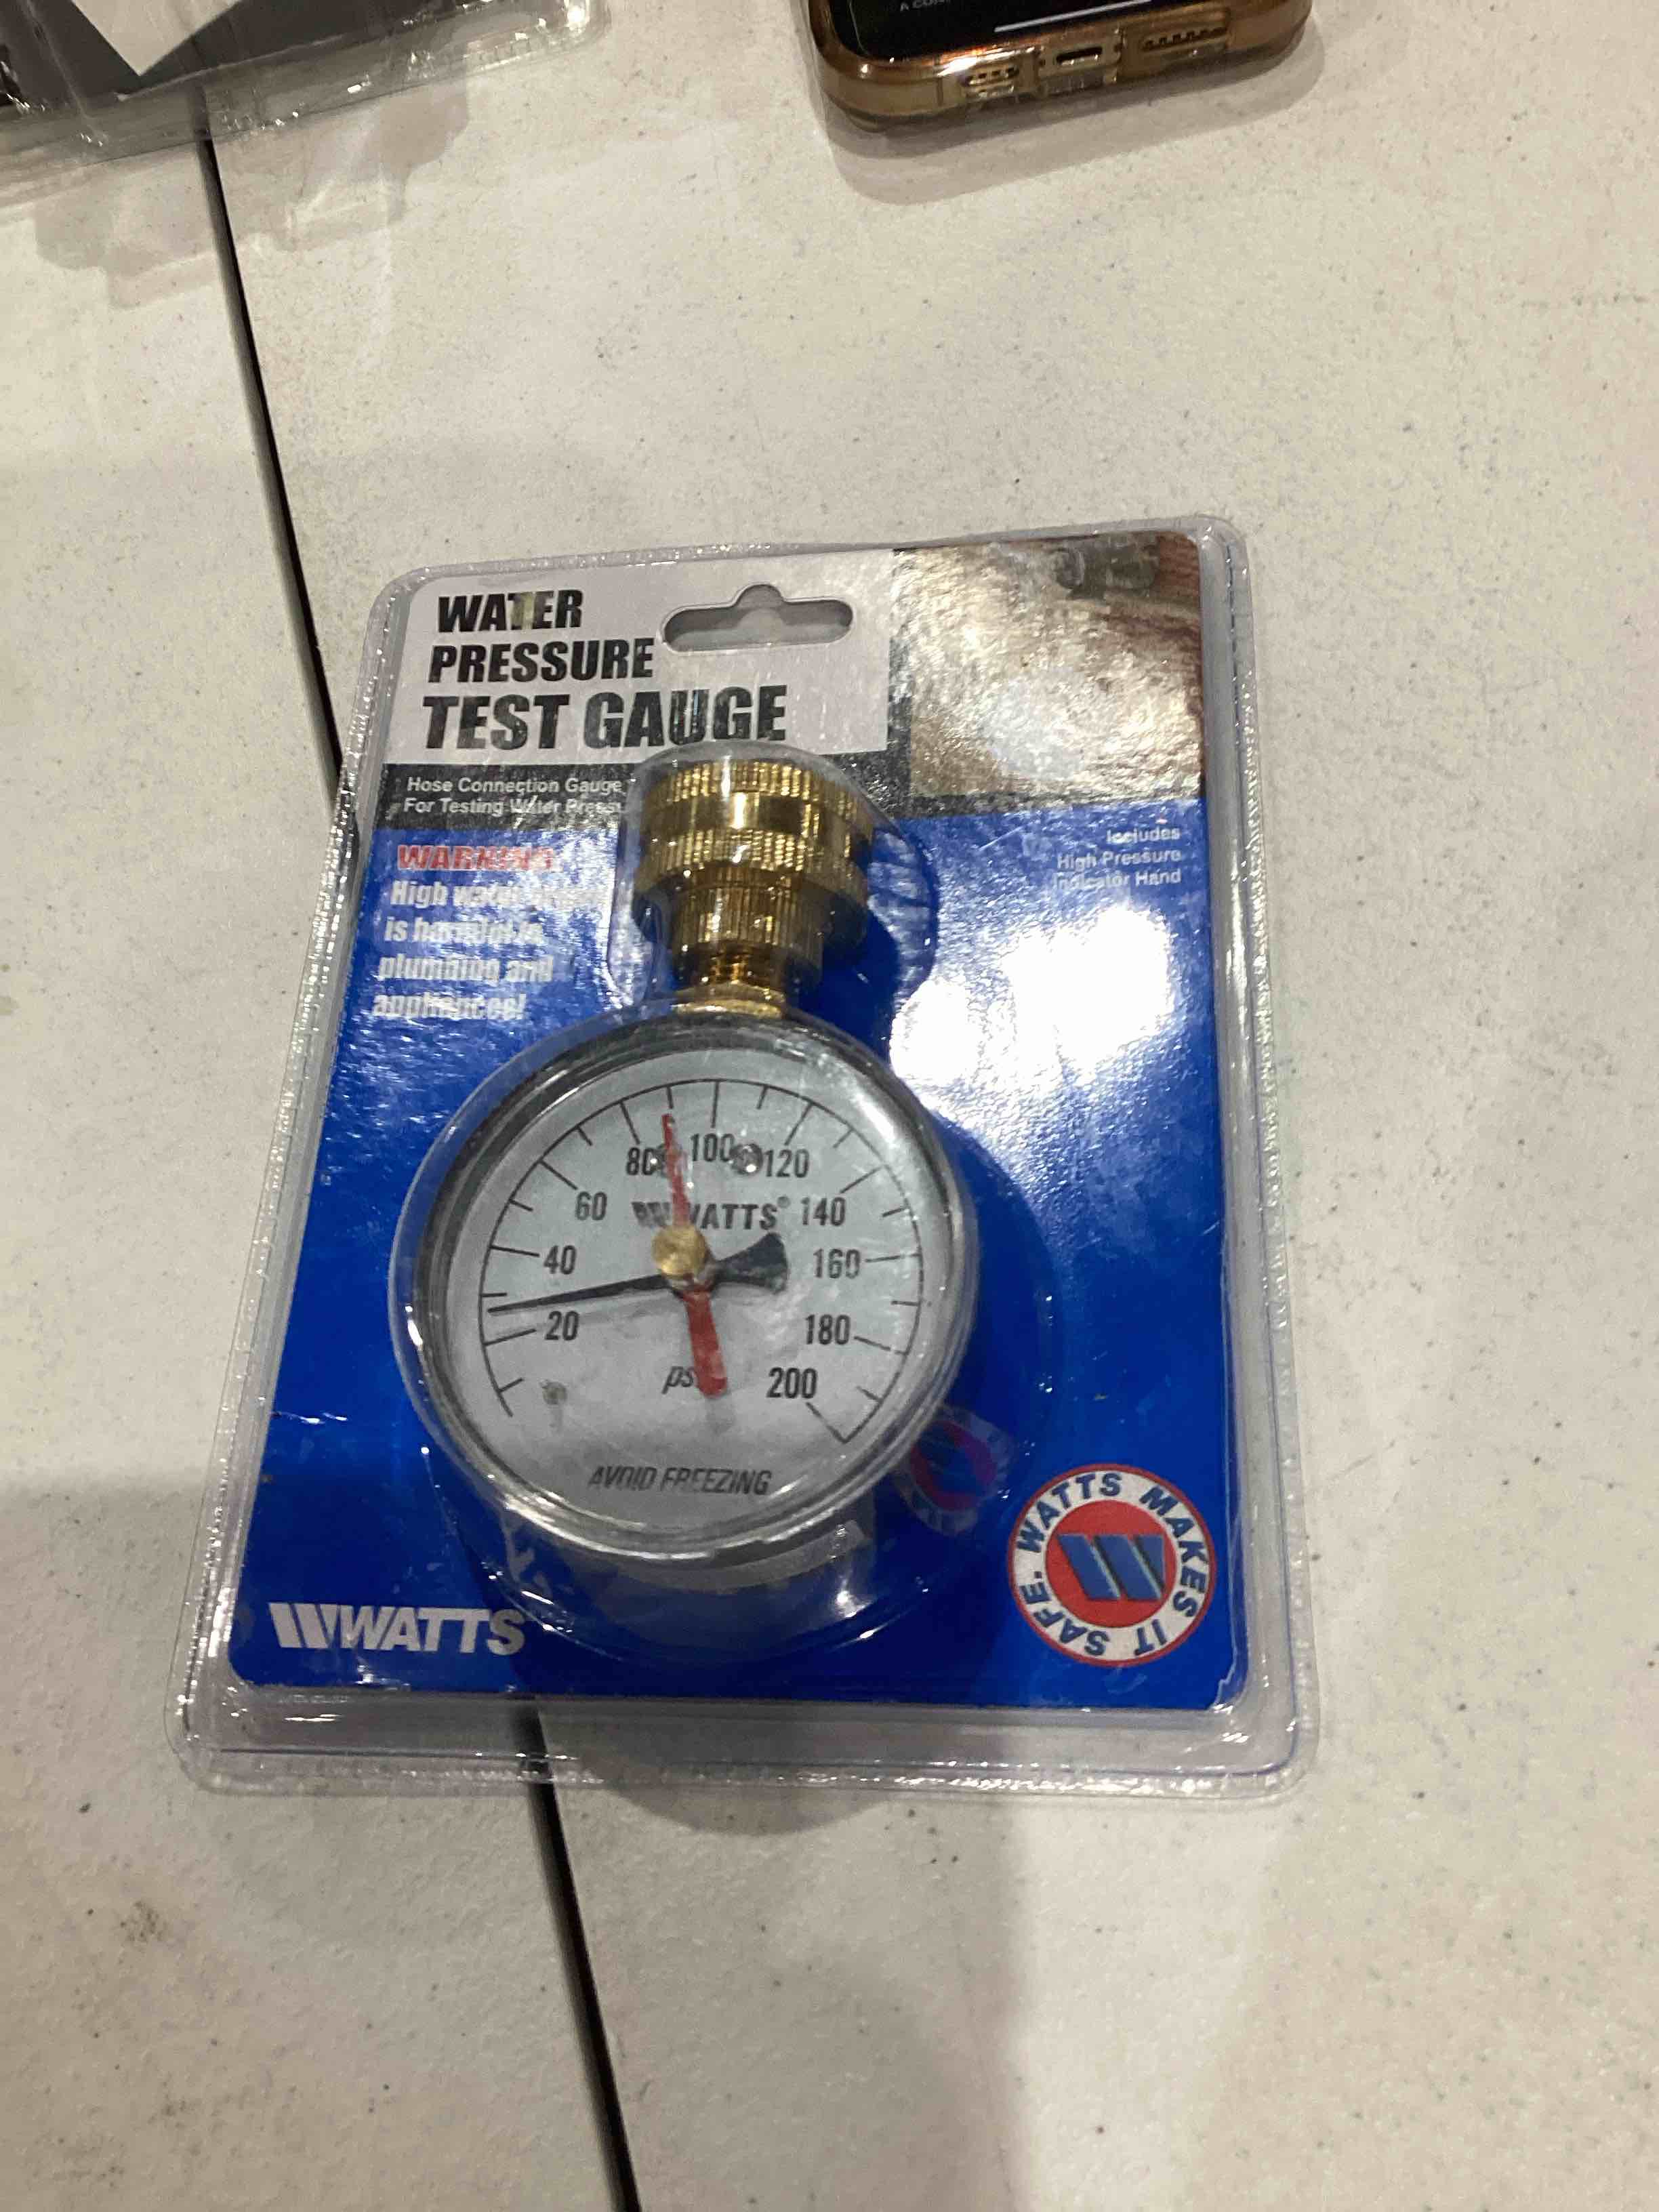 WATER
PRESSURE
TEST GAUGE
Hose Connection Gauge
For Testing Water
WARNING
High water
is harmful to
plumbing and
appliances!
Includes
High Pressure
Indicator Hand
80 100 120
60 WATTS® 140
40 160
20 180
200
AVOID FREEZING
WATTS
WATTS MAKES IT SAFE.